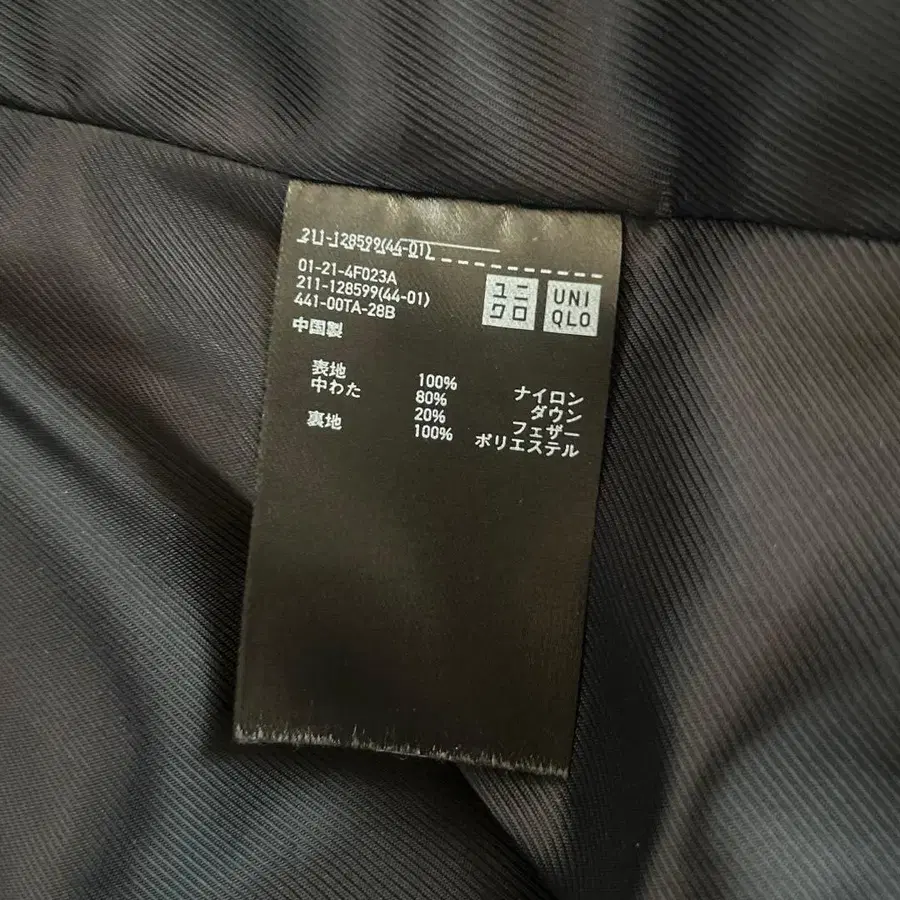 211-128599(44-01)
01-21-4F023A
211-128599(44-01)
441-00TA-28B
中国製
ユニ
クロ
UNI
QLO
表地 100% ナイロン
中わた 80% ダウン
20% フェザー
裏地 100% ポリエステル